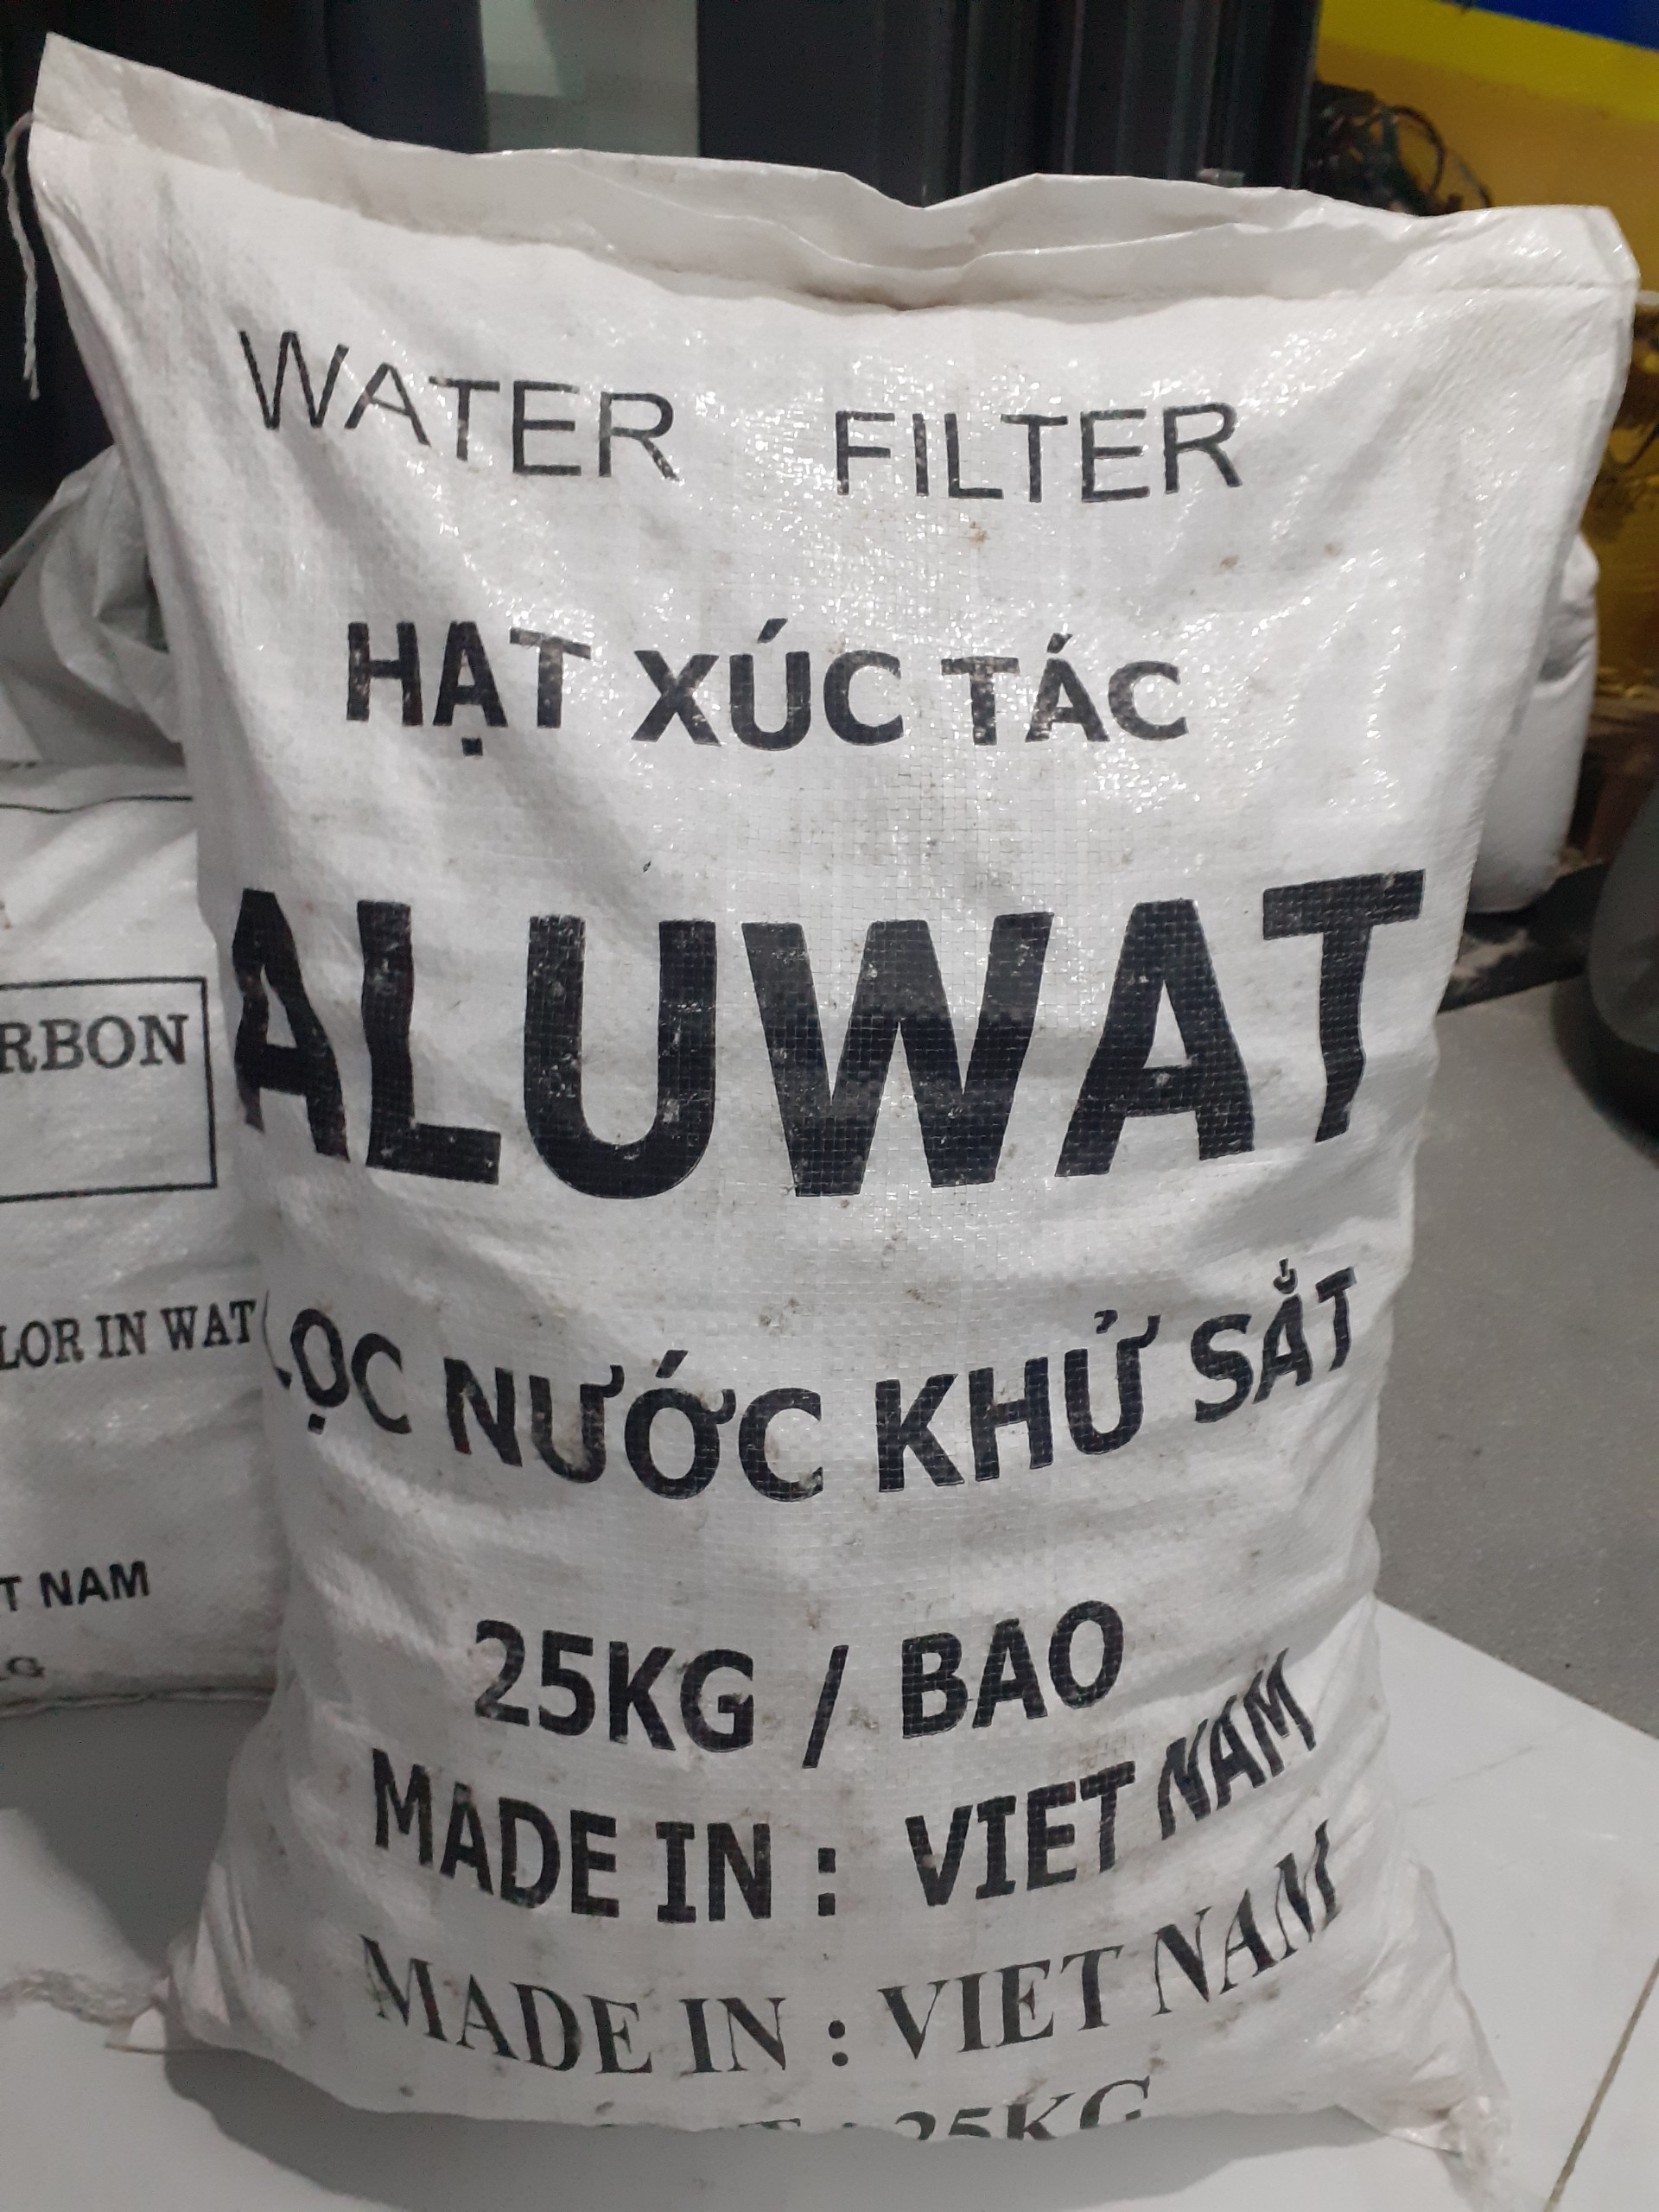 WATER FILTER
HẠT XÚC TÁC
ALUWAT
LỌC NƯỚC KHỬ SẮT
25KG / BAO
MADE IN : VIET NAM
MADE IN : VIET NAM
: 25KG
RBON
LOR IN WAT
T NAM